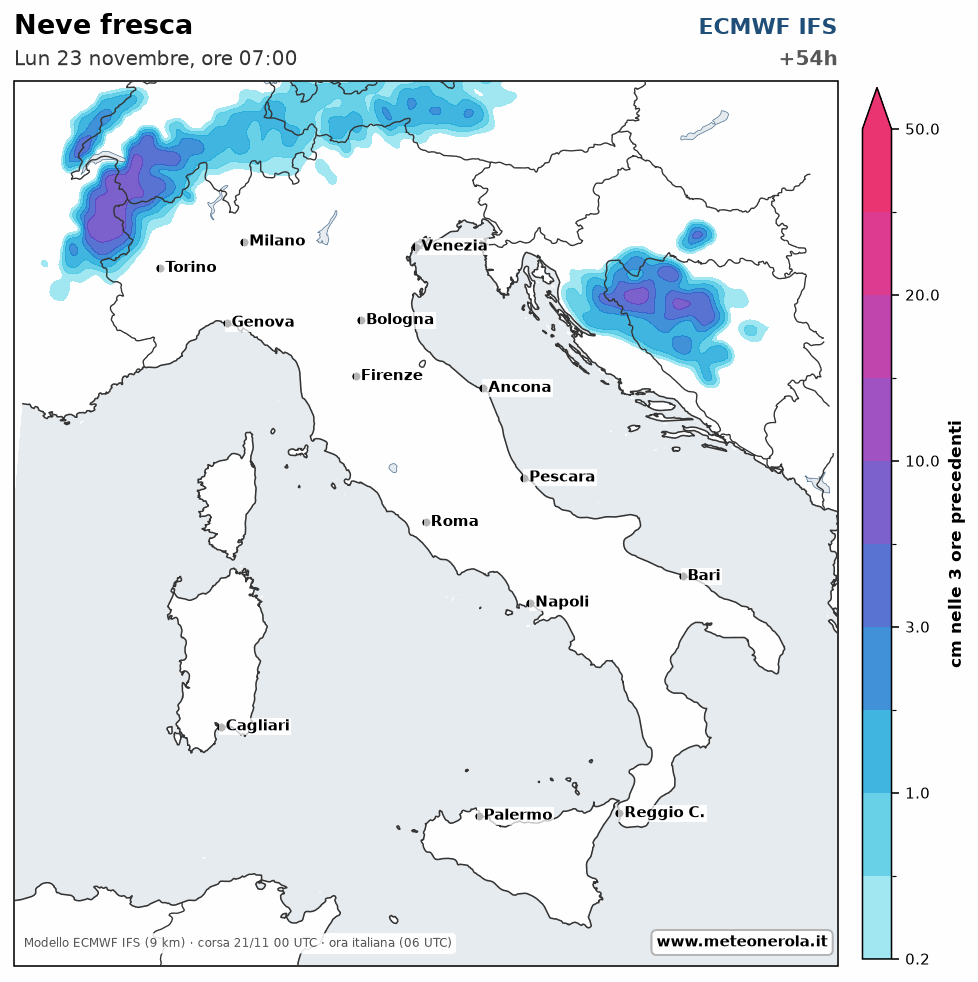 Neve fresca
ECMWF IFS
Lun 23 novembre, ore 07:00
+54h
Milano
Venezia
Torino
Genova
Bologna
Firenze
Ancona
Pescara
Roma
Bari
Napoli
Cagliari
Palermo
Reggio C.
50.0
20.0
10.0
3.0
1.0
0.2
cm nelle 3 ore precedenti
Modello ECMWF IFS (9 km) · corsa 21/11 00 UTC · ora italiana (06 UTC)
www.meteonerola.it